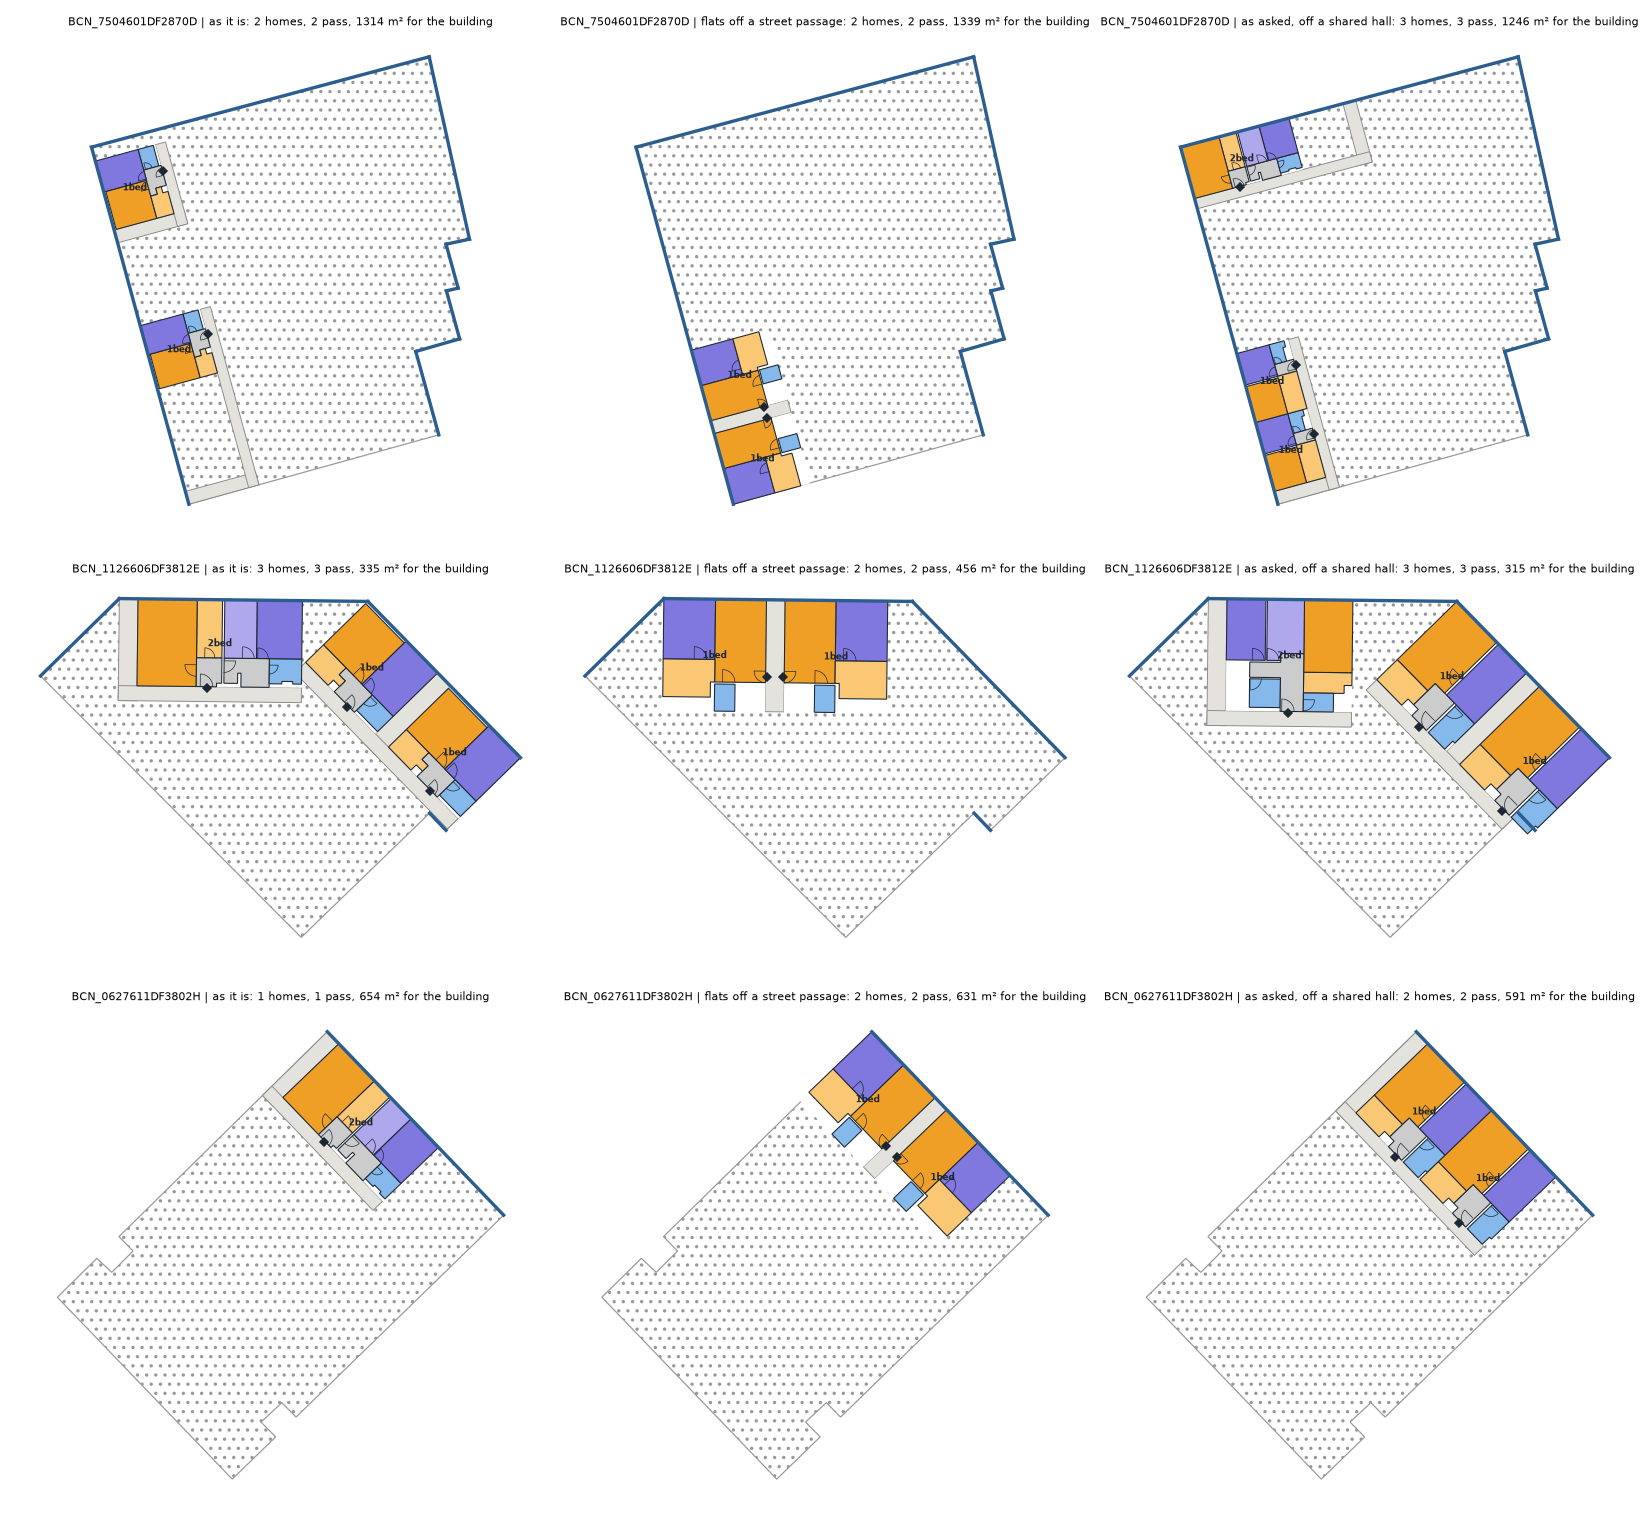 BCN_7504601DF2870D | as it is: 2 homes, 2 pass, 1314 m² for the building
BCN_7504601DF2870D | flats off a street passage: 2 homes, 2 pass, 1339 m² for the building
BCN_7504601DF2870D | as asked, off a shared hall: 3 homes, 3 pass, 1246 m² for the building
1bed
1bed
1bed
1bed
2bed
1bed
1bed
BCN_1126606DF3812E | as it is: 3 homes, 3 pass, 335 m² for the building
BCN_1126606DF3812E | flats off a street passage: 2 homes, 2 pass, 456 m² for the building
BCN_1126606DF3812E | as asked, off a shared hall: 3 homes, 3 pass, 315 m² for the building
2bed
1bed
1bed
1bed
1bed
2bed
1bed
1bed
BCN_0627611DF3802H | as it is: 1 homes, 1 pass, 654 m² for the building
BCN_0627611DF3802H | flats off a street passage: 2 homes, 2 pass, 631 m² for the building
BCN_0627611DF3802H | as asked, off a shared hall: 2 homes, 2 pass, 591 m² for the building
2bed
1bed
1bed
1bed
1bed